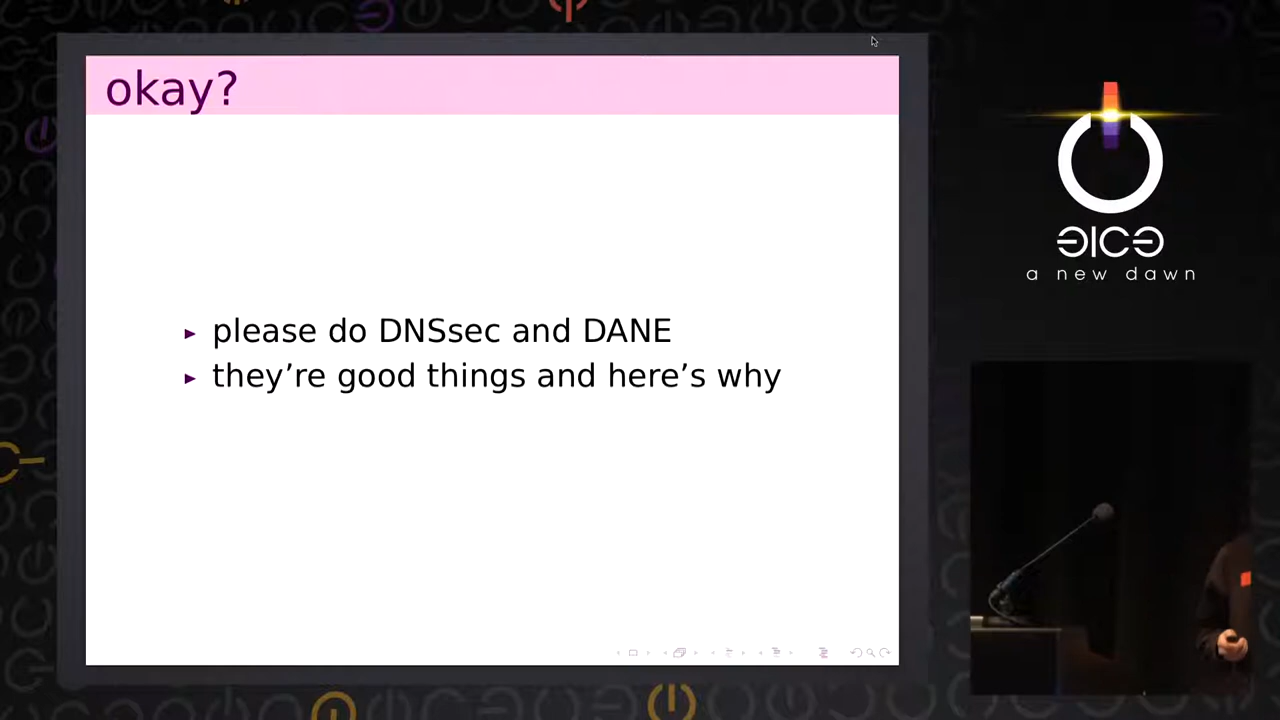 okay?
please do DNSsec and DANE
they’re good things and here’s why
a new dawn